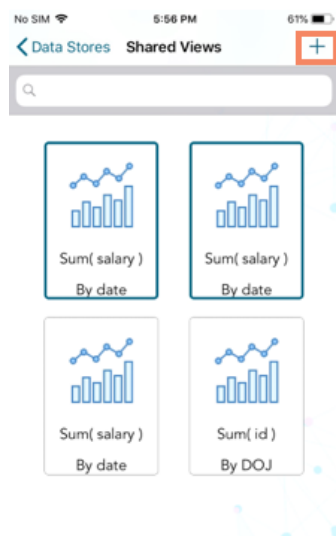 No SIM 5:56 PM 61%
Data Stores Shared Views +
Sum( salary ) Sum( salary )
By date By date
Sum( salary ) Sum( id )
By date By DOJ